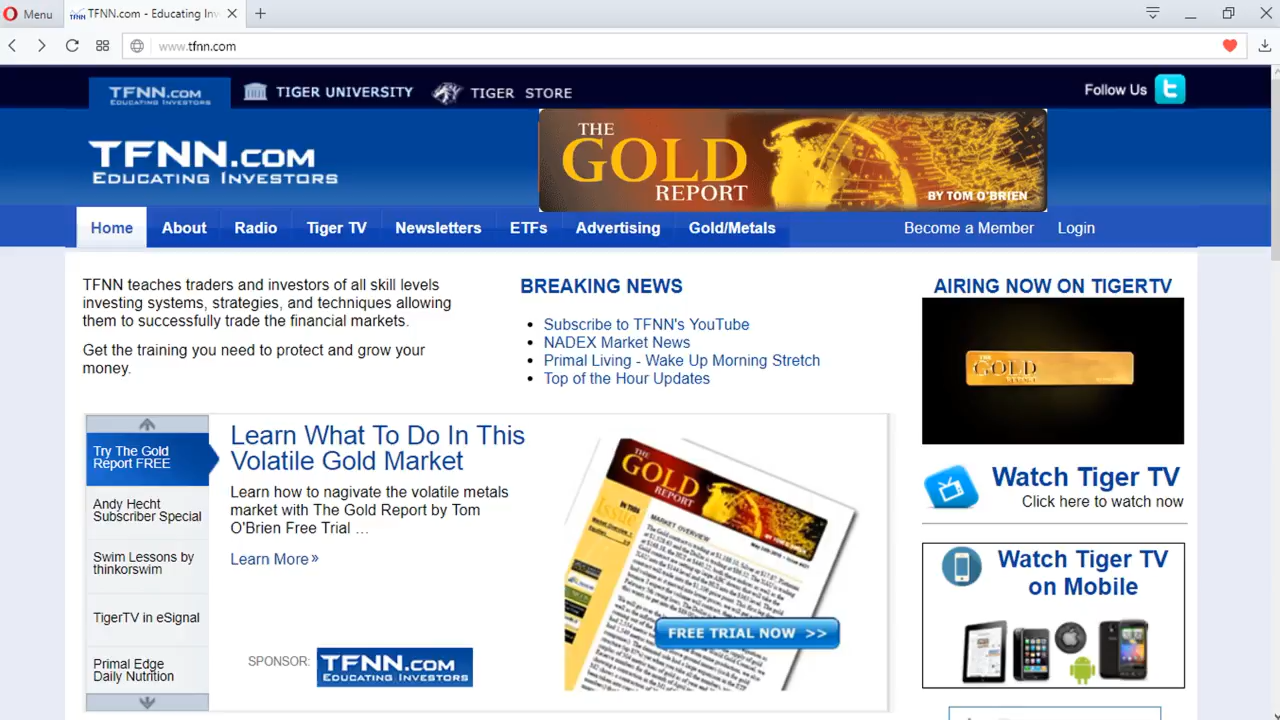 Menu
TFNN.com - Educating Inv
www.tfnn.com
TFNN.COM
EDUCATING INVESTORS
TIGER UNIVERSITY
TIGER STORE
Follow Us
TFNN.COM
EDUCATING INVESTORS
THE
GOLD
REPORT
BY TOM O'BRIEN
Home
About
Radio
Tiger TV
Newsletters
ETFs
Advertising
Gold/Metals
Become a Member
Login
TFNN teaches traders and investors of all skill levels
investing systems, strategies, and techniques allowing
them to successfully trade the financial markets.
Get the training you need to protect and grow your
money.
BREAKING NEWS
Subscribe to TFNN's YouTube
NADEX Market News
Primal Living - Wake Up Morning Stretch
Top of the Hour Updates
AIRING NOW ON TIGERTV
THE
GOLD
REPORT
Watch Tiger TV
Click here to watch now
Watch Tiger TV
on Mobile
Try The Gold
Report FREE
Andy Hecht
Subscriber Special
Swim Lessons by
thinkorswim
TigerTV in eSignal
Primal Edge
Daily Nutrition
Learn What To Do In This
Volatile Gold Market
Learn how to nagivate the volatile metals
market with The Gold Report by Tom
O'Brien Free Trial …
Learn More »
SPONSOR:
TFNN.COM
EDUCATING INVESTORS
THE
GOLD
REPORT
IN THIS
Issue
MARKET OVERVIEW
FREE TRIAL NOW >>